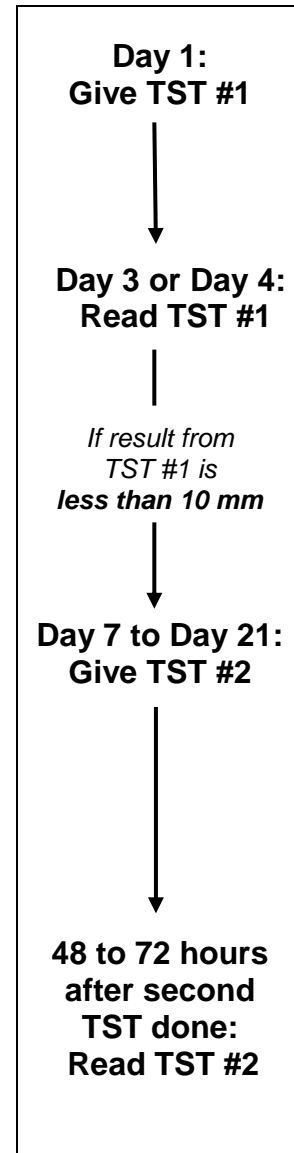 Day 1:
Give TST #1
Day 3 or Day 4:
Read TST #1
If result from
TST #1 is
less than 10 mm
Day 7 to Day 21:
Give TST #2
48 to 72 hours
after second
TST done:
Read TST #2